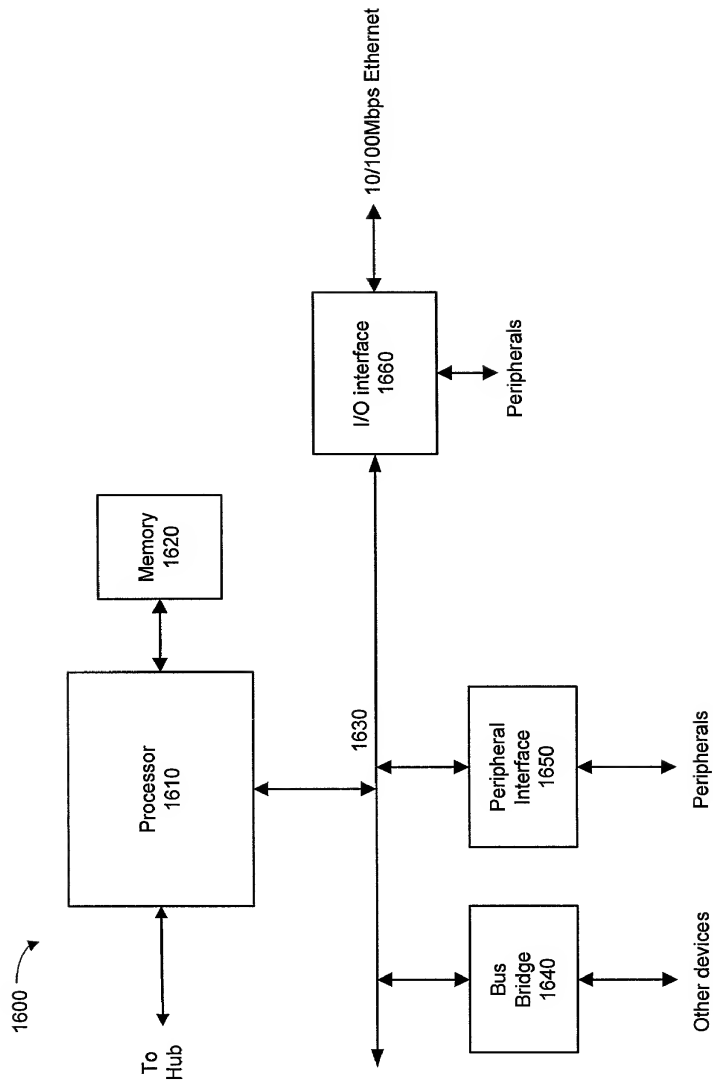 1600
To
Hub
Processor
1610
Memory
1620
1630
Bus
Bridge
1640
Peripheral
Interface
1650
I/O interface
1660
10/100Mbps Ethernet
Other devices
Peripherals
Peripherals